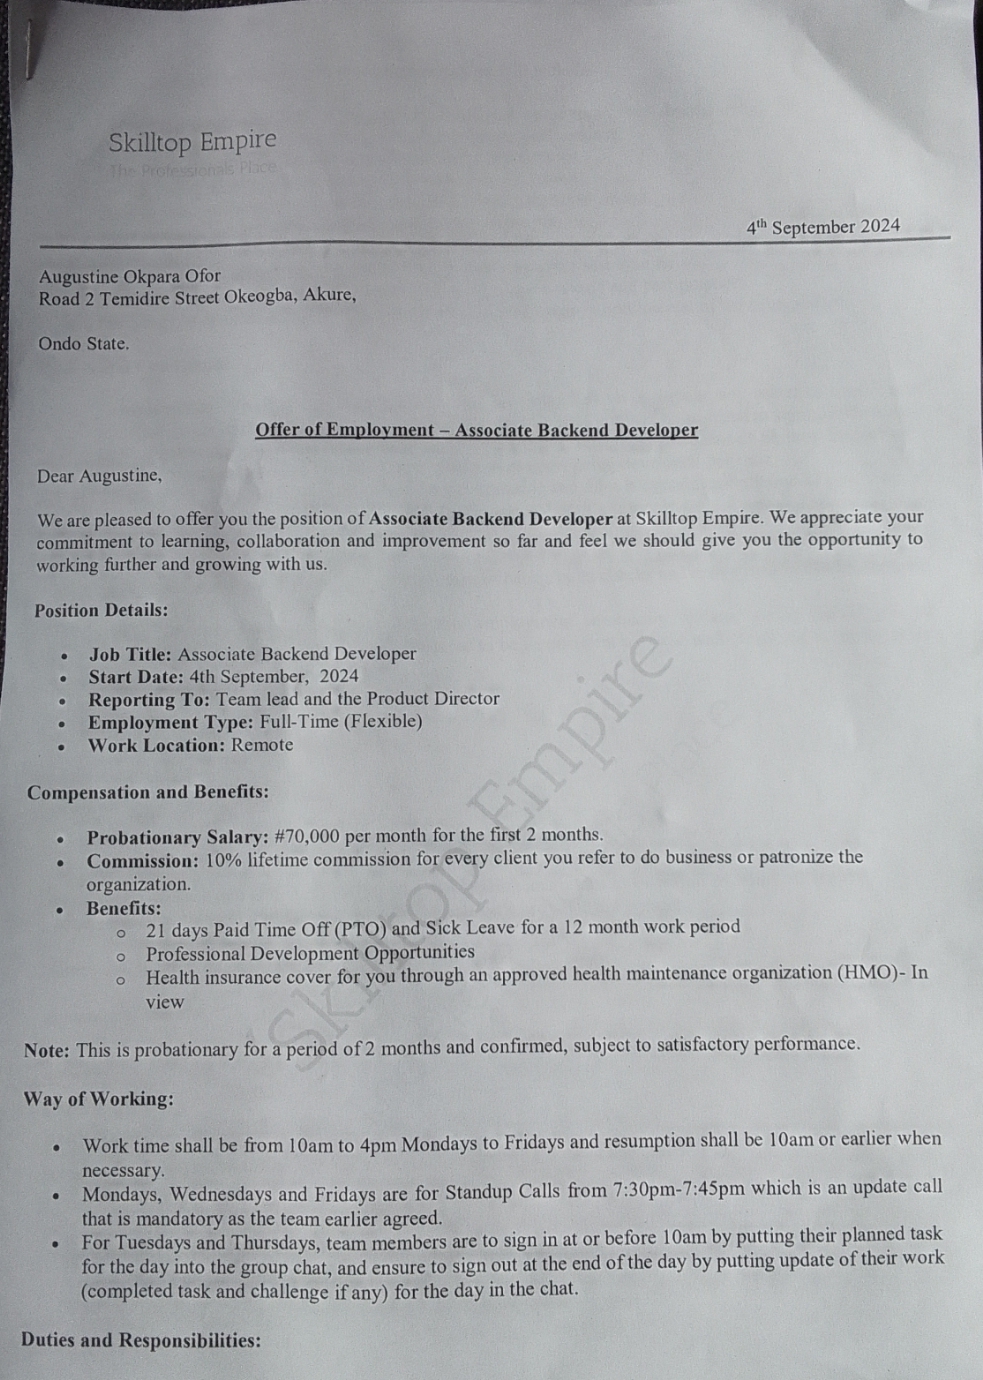 Skilltop Empire
The Professionals Place
4th September 2024
Augustine Okpara Ofor
Road 2 Temidire Street Okeogba, Akure,
Ondo State.
Offer of Employment – Associate Backend Developer
Dear Augustine,
We are pleased to offer you the position of Associate Backend Developer at Skilltop Empire. We appreciate your
commitment to learning, collaboration and improvement so far and feel we should give you the opportunity to
working further and growing with us.
Position Details:
• Job Title: Associate Backend Developer
• Start Date: 4th September, 2024
• Reporting To: Team lead and the Product Director
• Employment Type: Full-Time (Flexible)
• Work Location: Remote
Compensation and Benefits:
• Probationary Salary: #70,000 per month for the first 2 months.
• Commission: 10% lifetime commission for every client you refer to do business or patronize the
organization.
• Benefits:
o 21 days Paid Time Off (PTO) and Sick Leave for a 12 month work period
o Professional Development Opportunities
o Health insurance cover for you through an approved health maintenance organization (HMO)- In
view
Note: This is probationary for a period of 2 months and confirmed, subject to satisfactory performance.
Way of Working:
• Work time shall be from 10am to 4pm Mondays to Fridays and resumption shall be 10am or earlier when
necessary.
• Mondays, Wednesdays and Fridays are for Standup Calls from 7:30pm-7:45pm which is an update call
that is mandatory as the team earlier agreed.
• For Tuesdays and Thursdays, team members are to sign in at or before 10am by putting their planned task
for the day into the group chat, and ensure to sign out at the end of the day by putting update of their work
(completed task and challenge if any) for the day in the chat.
Duties and Responsibilities:
Skilltop Empire